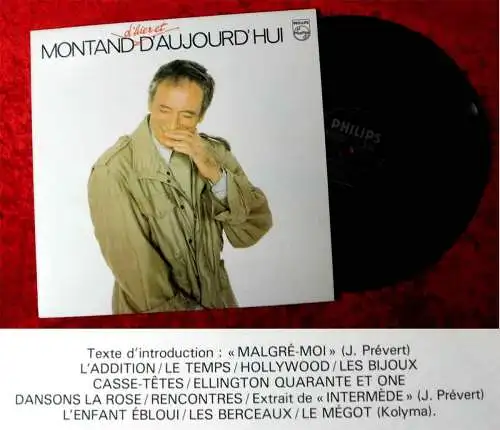 d'hier et
MONTAND D'AUJOURD'HUI
PHILIPS
PHILIPS
Texte d'introduction : « MALGRÉ-MOI » (J. Prévert)
L'ADDITION / LE TEMPS / HOLLYWOOD / LES BIJOUX
CASSE-TÊTES / ELLINGTON QUARANTE ET ONE
DANSONS LA ROSE / RENCONTRES / Extrait de « INTERMÈDE » (J. Prévert)
L'ENFANT ÉBLOUI / LES BERCEAUX / LE MÉGOT (Kolyma).